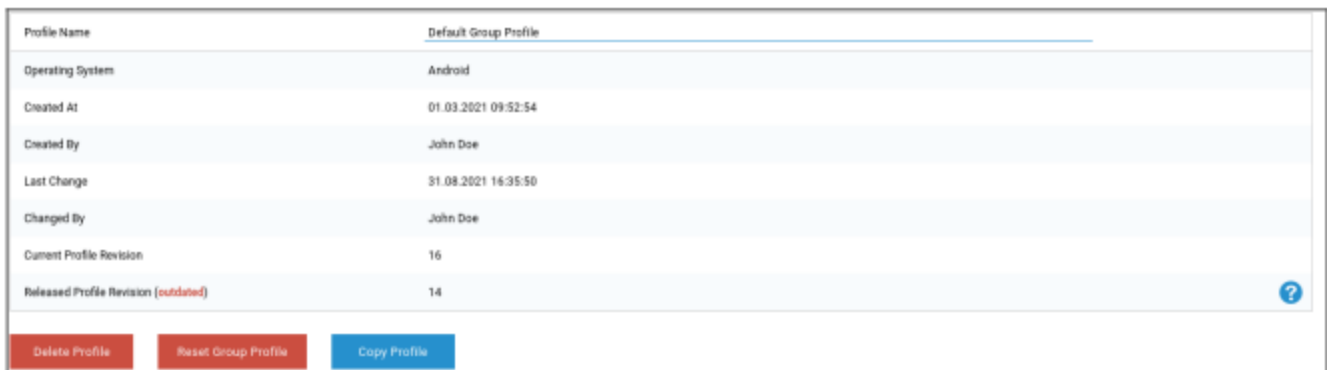 Profile Name Default Group Profile
Operating System Android
Created At 01.03.2021 09:52:54
Created By John Doe
Last Change 31.08.2021 16:35:50
Changed By John Doe
Current Profile Revision 16
Released Profile Revision (outdated) 14 ?
Delete Profile Reset Group Profile Copy Profile